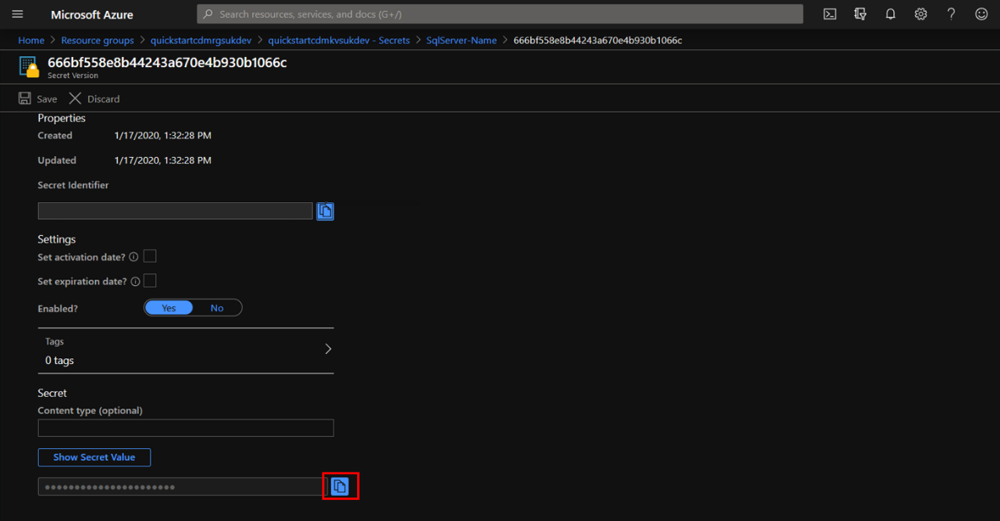 Microsoft Azure
Search resources, services, and docs (G+/)
Home > Resource groups > quickstartcdmrgsukdev > quickstartcdmkvsukdev - Secrets > SqlServer-Name > 666bf558e8b44243a670e4b930b1066c
666bf558e8b44243a670e4b930b1066c
Secret Version
Save Discard
Properties
Created 1/17/2020, 1:32:28 PM
Updated 1/17/2020, 1:32:28 PM
Secret Identifier
Settings
Set activation date?
Set expiration date?
Enabled? Yes No
Tags
0 tags
Secret
Content type (optional)
Show Secret Value
●●●●●●●●●●●●●●●●●●●●●●